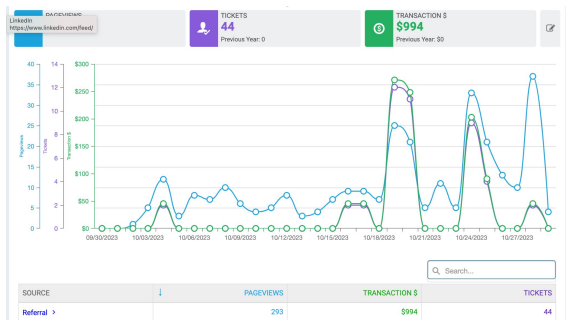 PAGEVIEWS
LinkedIn
https://www.linkedin.com/feed/
TICKETS
44
Previous Year: 0
TRANSACTION $
$994
Previous Year: $0
40 14 $300
35 12 $250
30
25 10 $200
20 8 $150
15 6
10 4 $100
5 2 $50
0 0 $0
Pageviews
Tickets
Transaction $
09/30/2023 10/03/2023 10/06/2023 10/09/2023 10/12/2023 10/15/2023 10/18/2023 10/21/2023 10/24/2023 10/27/2023
Search...
SOURCE ↓ PAGEVIEWS TRANSACTION $ TICKETS
Referral > 293 $994 44